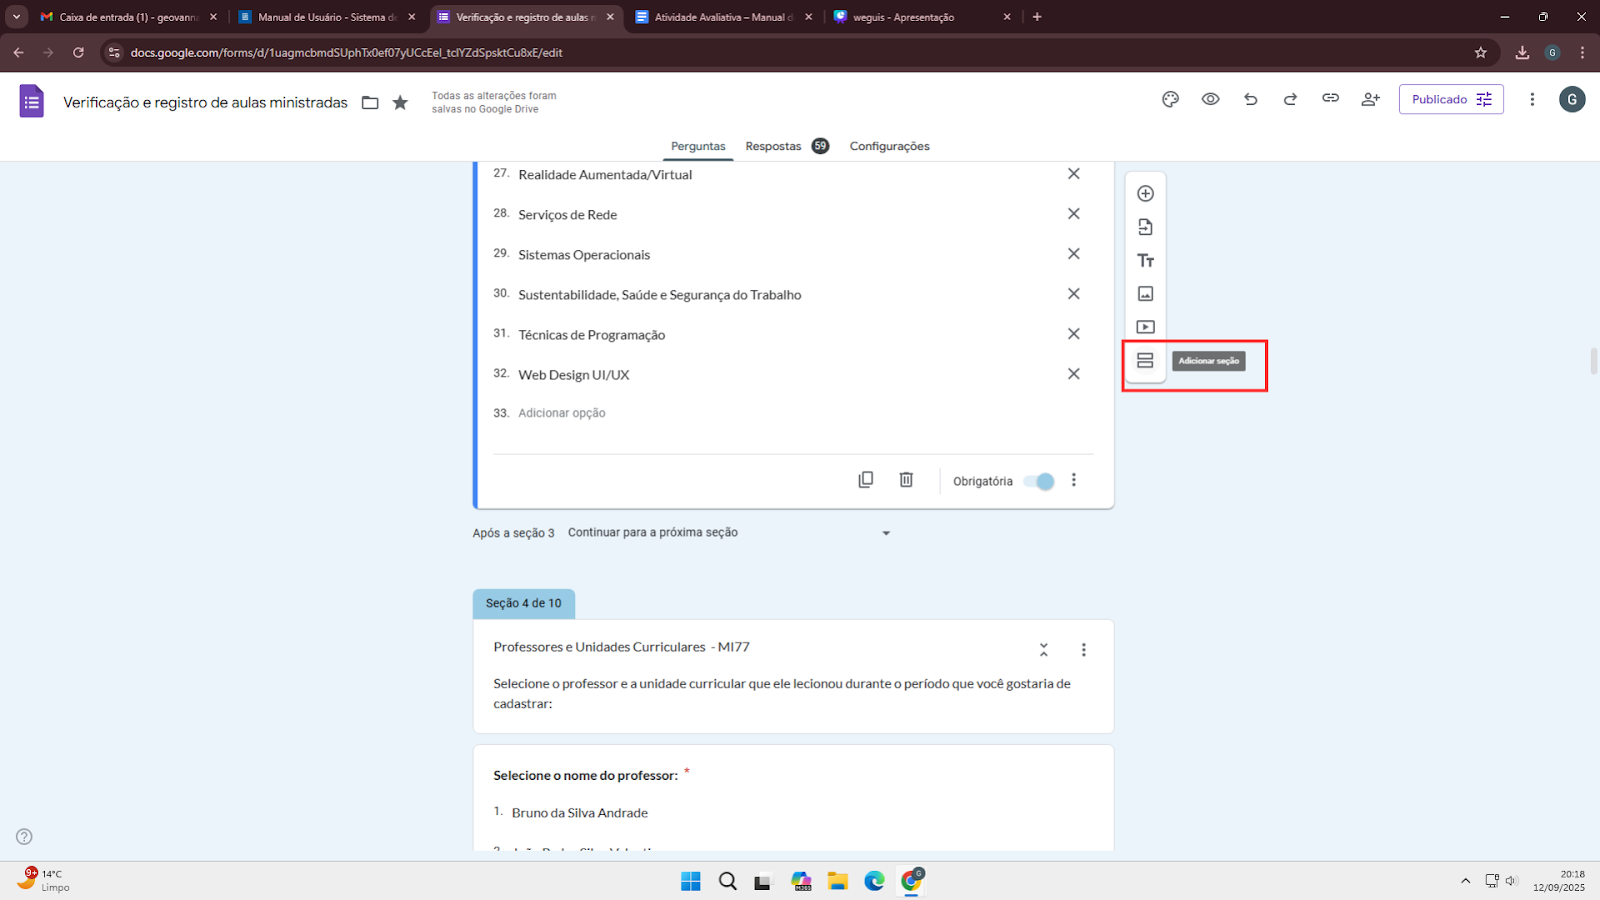 Caixa de entrada (1) - geovanna
Manual de Usuário - Sistema de
Verificação e registro de aulas m
Atividade Avaliativa – Manual d
weguis - Apresentação
docs.google.com/forms/d/1uagmcbmdSUphTx0ef07yUCcEel_tclYZdSpsktCu8xE/edit
G
Verificação e registro de aulas ministradas
Todas as alterações foram
salvas no Google Drive
Publicado
G
Perguntas
Respostas 59
Configurações
27. Realidade Aumentada/Virtual
28. Serviços de Rede
29. Sistemas Operacionais
30. Sustentabilidade, Saúde e Segurança do Trabalho
31. Técnicas de Programação
32. Web Design UI/UX
33. Adicionar opção
Tт
Adicionar seção
Obrigatória
Após a seção 3 Continuar para a próxima seção
Seção 4 de 10
Professores e Unidades Curriculares - MI77
Selecione o professor e a unidade curricular que ele lecionou durante o período que você gostaria de
cadastrar:
Selecione o nome do professor: *
1. Bruno da Silva Andrade
9+
14°C
Limpo
M365
G
20:18
12/09/2025